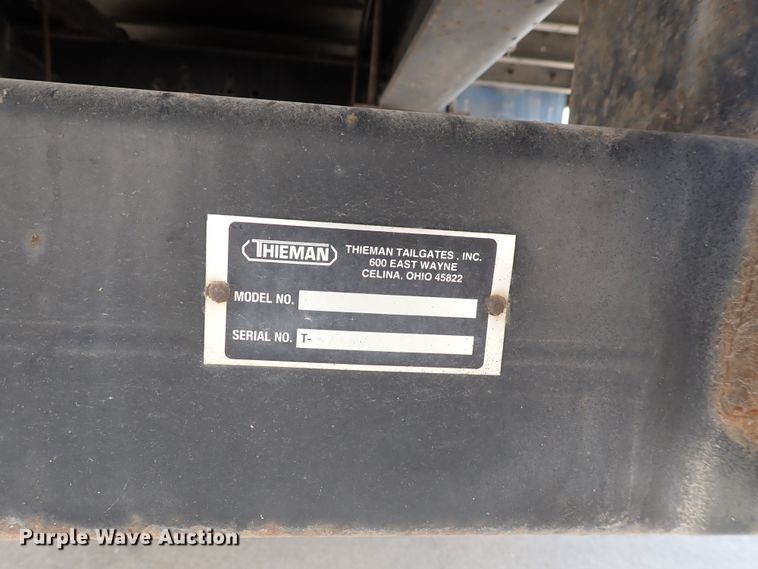 THIEMAN
THIEMAN TAILGATES, INC.
600 EAST WAYNE
CELINA, OHIO 45822
MODEL NO.
SERIAL NO. T-
Purple Wave Auction